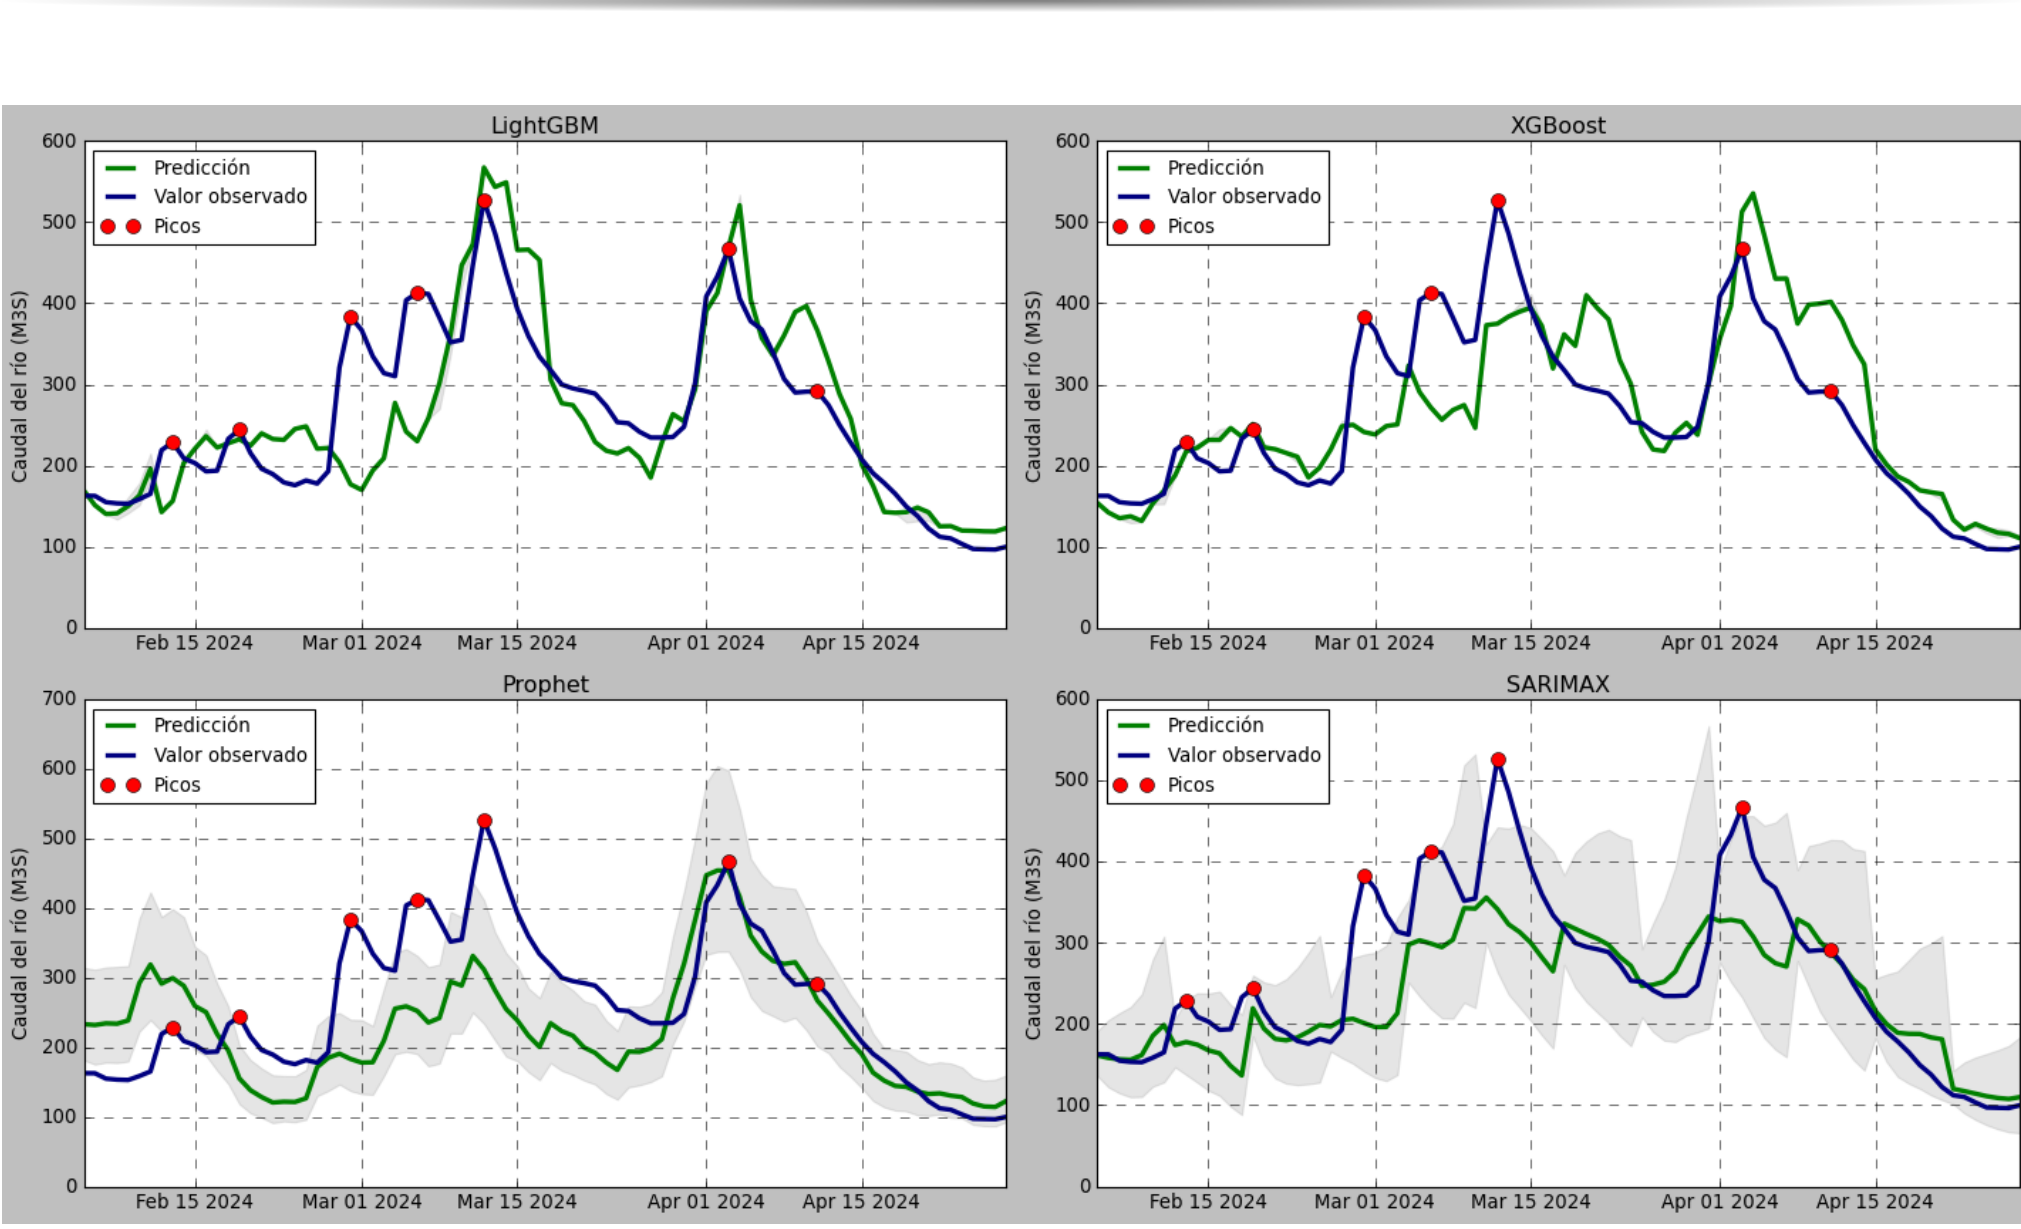 LightGBM
600
500
400
300
200
100
0
Caudal del río (M3S)
Predicción
Valor observado
Picos
Feb 15 2024 Mar 01 2024 Mar 15 2024 Apr 01 2024 Apr 15 2024
XGBoost
600
500
400
300
200
100
0
Caudal del río (M3S)
Predicción
Valor observado
Picos
Feb 15 2024 Mar 01 2024 Mar 15 2024 Apr 01 2024 Apr 15 2024
Prophet
700
600
500
400
300
200
100
0
Caudal del río (M3S)
Predicción
Valor observado
Picos
Feb 15 2024 Mar 01 2024 Mar 15 2024 Apr 01 2024 Apr 15 2024
SARIMAX
600
500
400
300
200
100
0
Caudal del río (M3S)
Predicción
Valor observado
Picos
Feb 15 2024 Mar 01 2024 Mar 15 2024 Apr 01 2024 Apr 15 2024